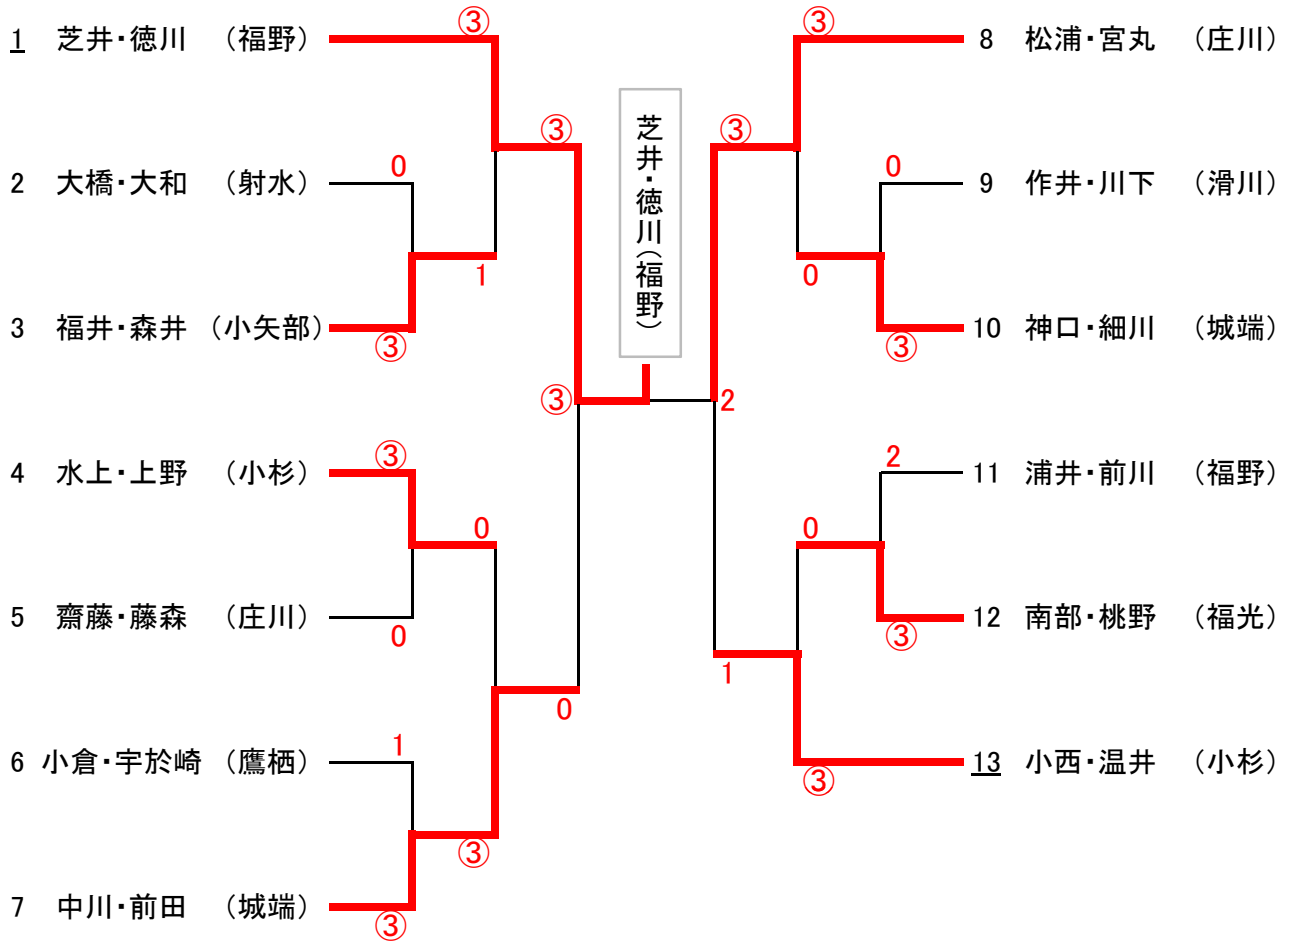 ③
1 芝井・徳川 （福野）
③
8 松浦・宮丸 （庄川）
③
芝井・徳川（福野）
③
0
2 大橋・大和 （射水）
0
9 作井・川下 （滑川）
1
0
3 福井・森井 （小矢部）
③
10 神口・細川 （城端）
③
③
2
4 水上・上野 （小杉）
③
2
11 浦井・前川 （福野）
0
0
5 齋藤・藤森 （庄川）
0
12 南部・桃野 （福光）
③
1
0
6 小倉・宇於崎 （鷹栖）
1
13 小西・温井 （小杉）
③
③
7 中川・前田 （城端）
③